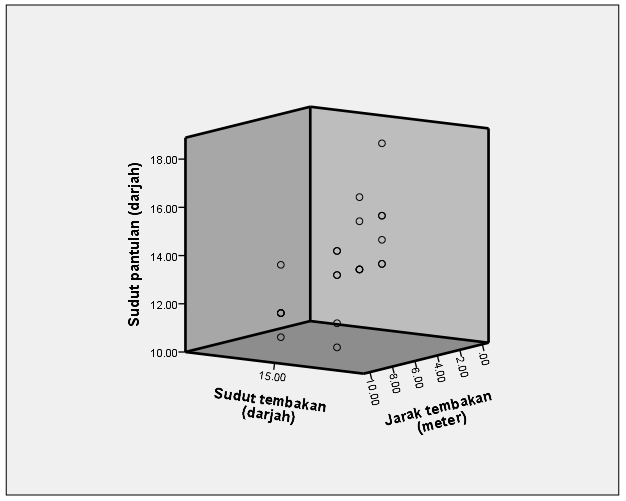 Sudut pantulan (darjah)
18.00
16.00
14.00
12.00
10.00
15.00
Sudut tembakan
(darjah)
10.00
8.00
6.00
4.00
2.00
.00
Jarak tembakan
(meter)